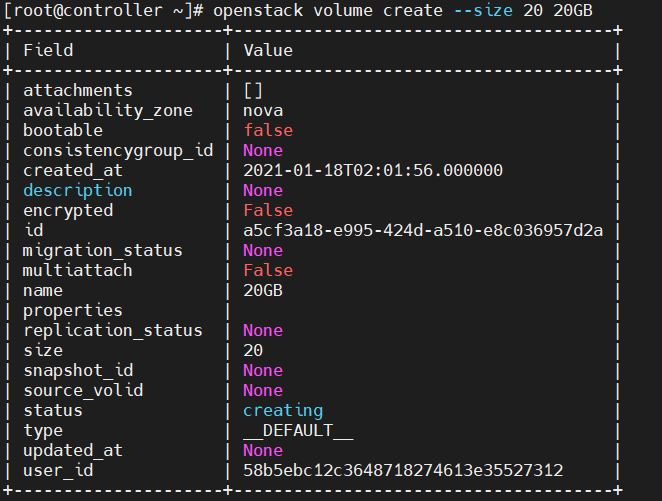 [root@controller ~]# openstack volume create --size 20 20GB
+---------------------+--------------------------------------+
| Field               | Value                                |
+---------------------+--------------------------------------+
| attachments         | []                                   |
| availability_zone   | nova                                 |
| bootable            | false                                |
| consistencygroup_id | None                                 |
| created_at          | 2021-01-18T02:01:56.000000           |
| description         | None                                 |
| encrypted           | False                                |
| id                  | a5cf3a18-e995-424d-a510-e8c036957d2a |
| migration_status    | None                                 |
| multiattach         | False                                |
| name                | 20GB                                 |
| properties          |                                      |
| replication_status  | None                                 |
| size                | 20                                   |
| snapshot_id         | None                                 |
| source_volid        | None                                 |
| status              | creating                             |
| type                | __DEFAULT__                          |
| updated_at          | None                                 |
| user_id             | 58b5ebc12c3648718274613e35527312     |
+---------------------+--------------------------------------+